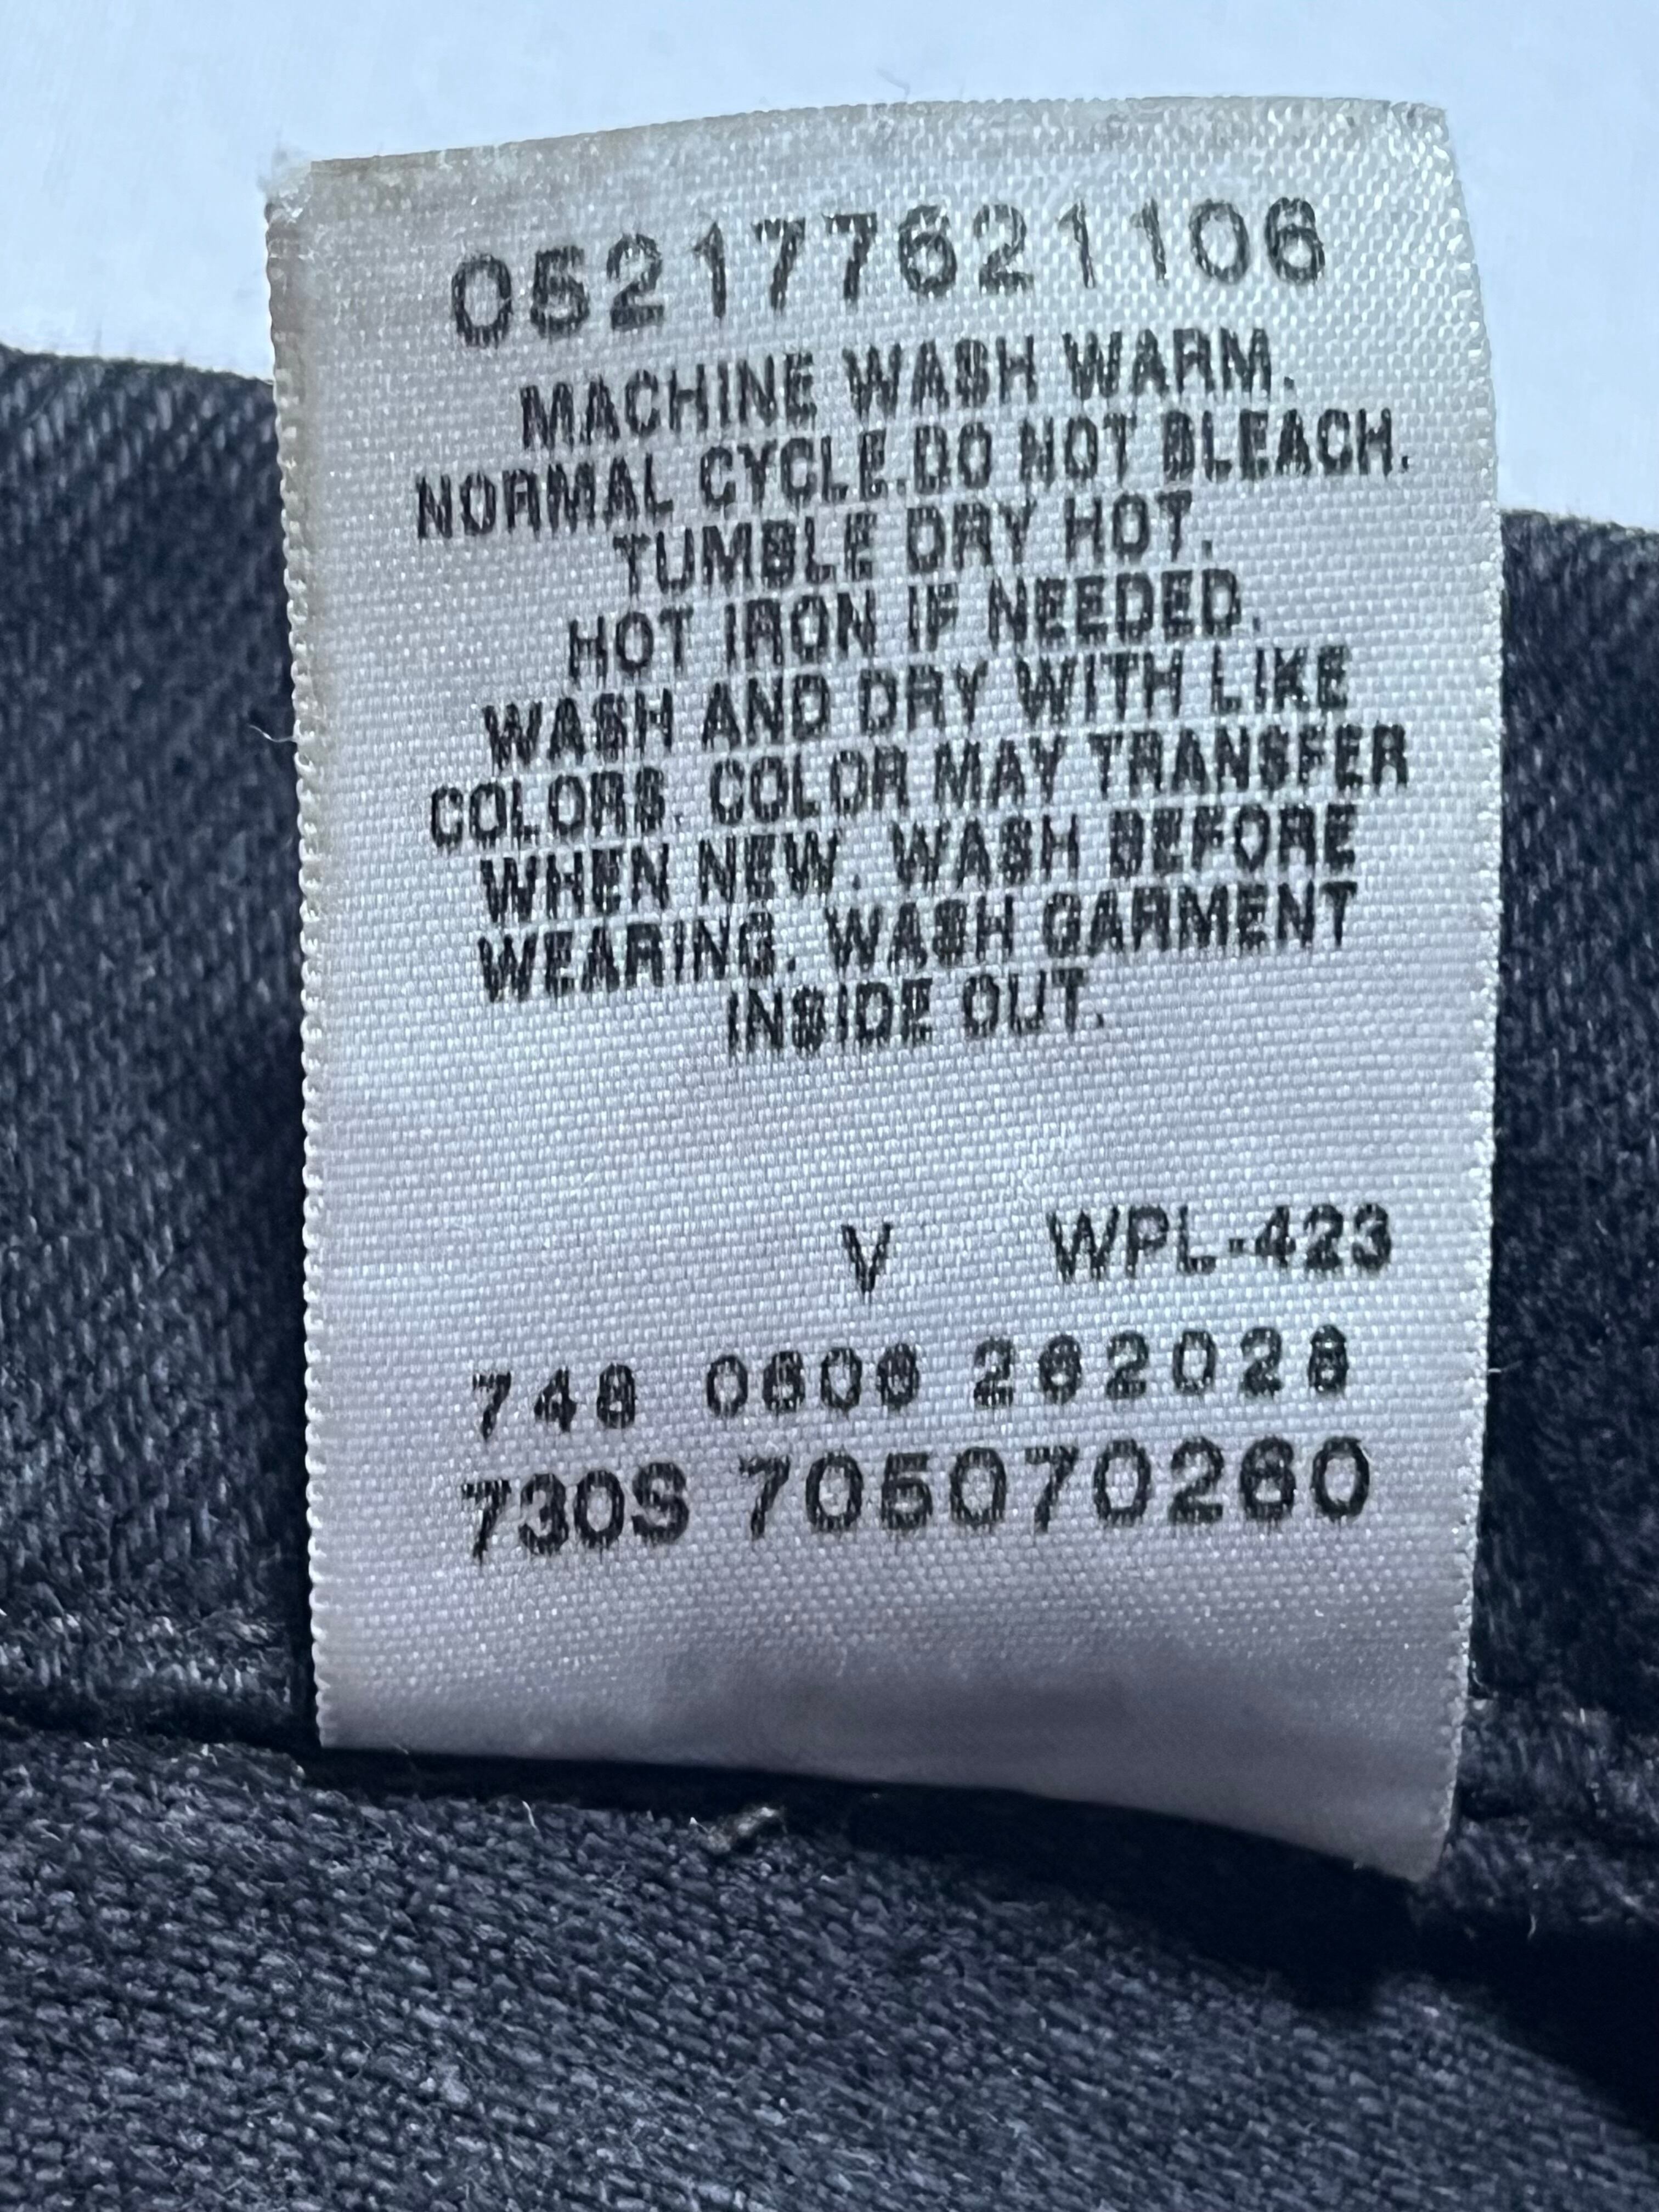 052177621106
MACHINE WASH WARM.
NORMAL CYCLE.DO NOT BLEACH.
TUMBLE DRY HOT.
HOT IRON IF NEEDED.
WASH AND DRY WITH LIKE
COLORS. COLOR MAY TRANSFER
WHEN NEW. WASH BEFORE
WEARING. WASH GARMENT
INSIDE OUT.
V WPL-423
748 0606 262028
730S 705070260